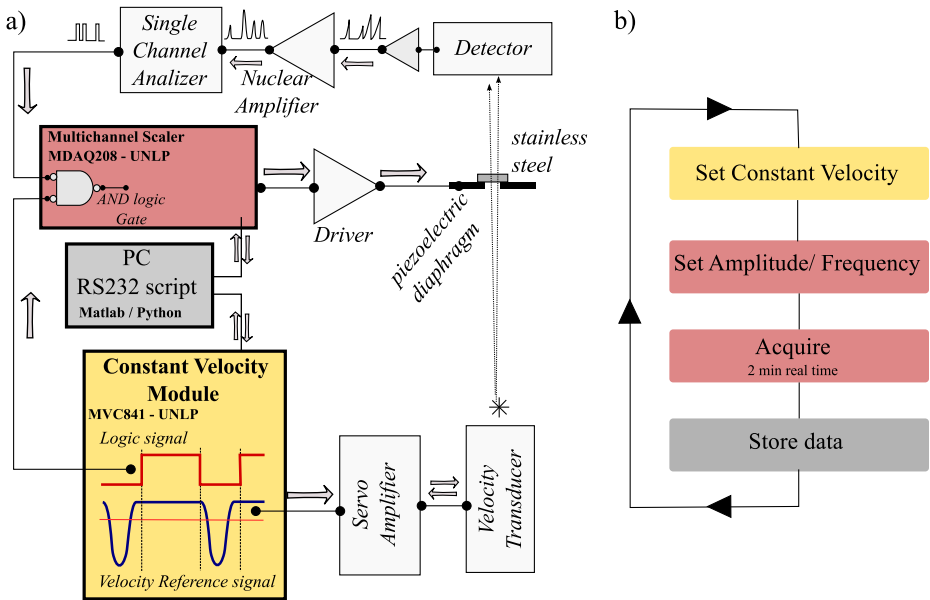 a)
Single
Channel
Analizer
Nuclear
Amplifier
Detector
stainless
steel
Multichannel Scaler
MDAQ208 - UNLP
AND logic
Gate
Driver
piezoelectric
diaphragm
PC
RS232 script
Matlab / Python
Constant Velocity
Module
MVC841 - UNLP
Logic signal
Velocity Reference signal
Servo
Amplifier
Velocity
Transducer
b)
Set Constant Velocity
Set Amplitude/ Frequency
Acquire
2 min real time
Store data